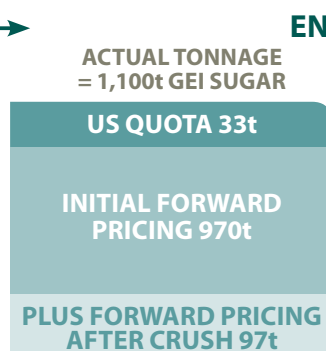 EN
ACTUAL TONNAGE
= 1,100t GEI SUGAR
US QUOTA 33t
INITIAL FORWARD
PRICING 970t
PLUS FORWARD PRICING
AFTER CRUSH 97t